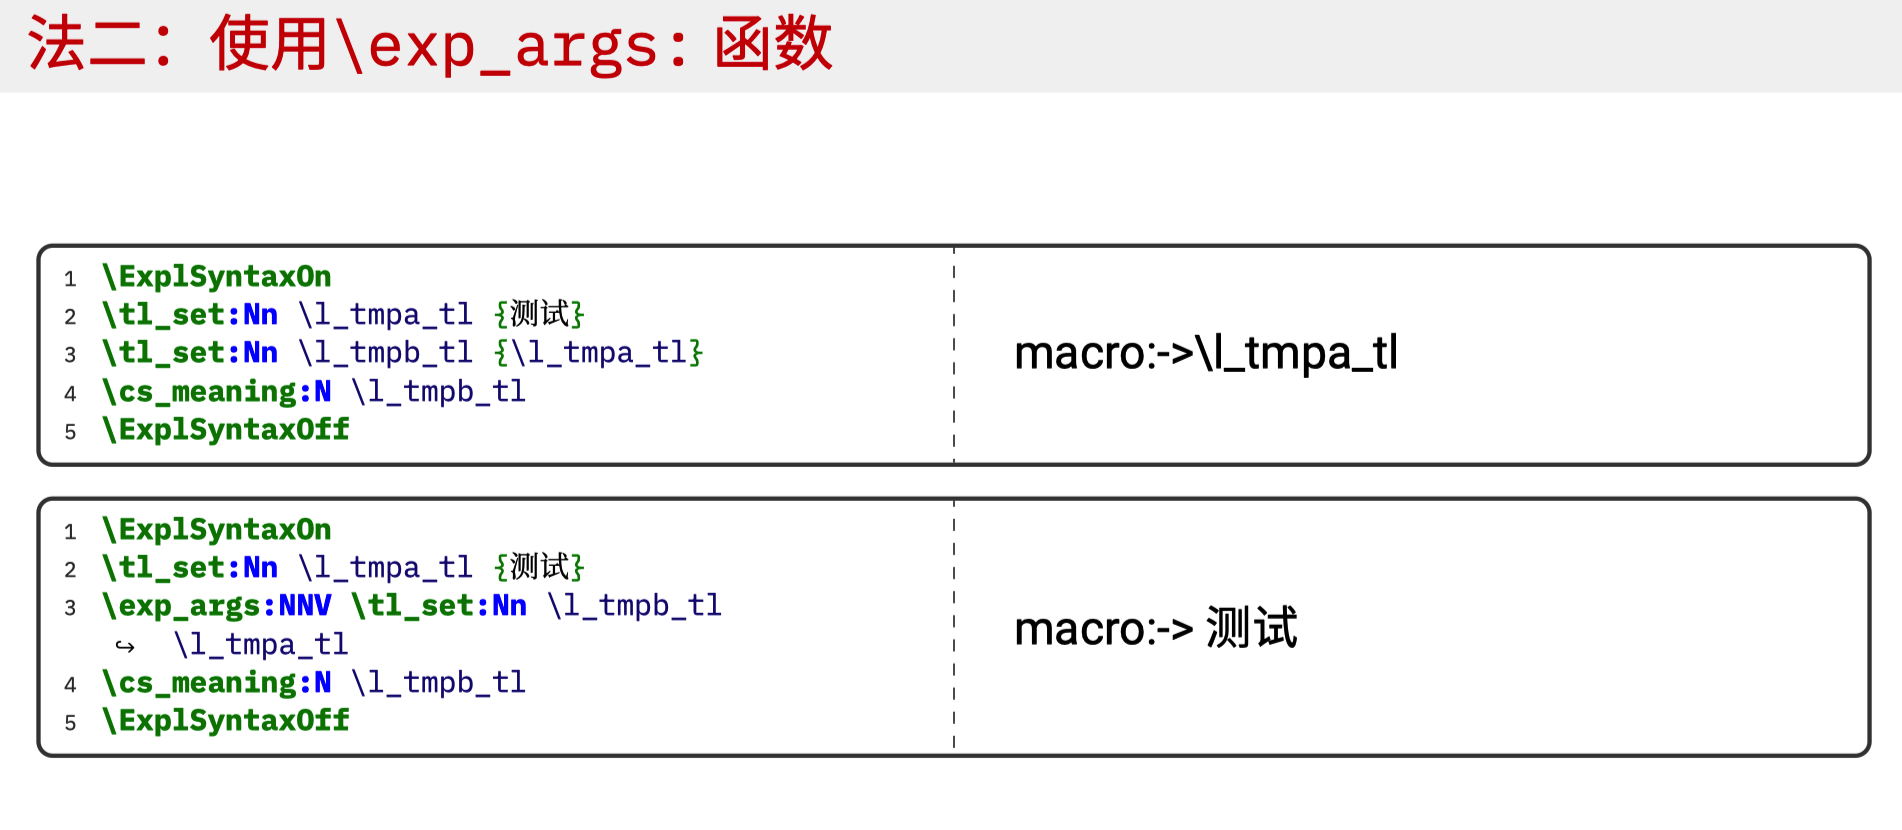 法二：使用\exp_args: 函数
1 \ExplSyntaxOn
2 \tl_set:Nn \l_tmpa_tl {测试}
3 \tl_set:Nn \l_tmpb_tl {\l_tmpa_tl}
4 \cs_meaning:N \l_tmpb_tl
5 \ExplSyntaxOff
macro:->\l_tmpa_tl
1 \ExplSyntaxOn
2 \tl_set:Nn \l_tmpa_tl {测试}
3 \exp_args:NNV \tl_set:Nn \l_tmpb_tl
↪ \l_tmpa_tl
4 \cs_meaning:N \l_tmpb_tl
5 \ExplSyntaxOff
macro:-> 测试